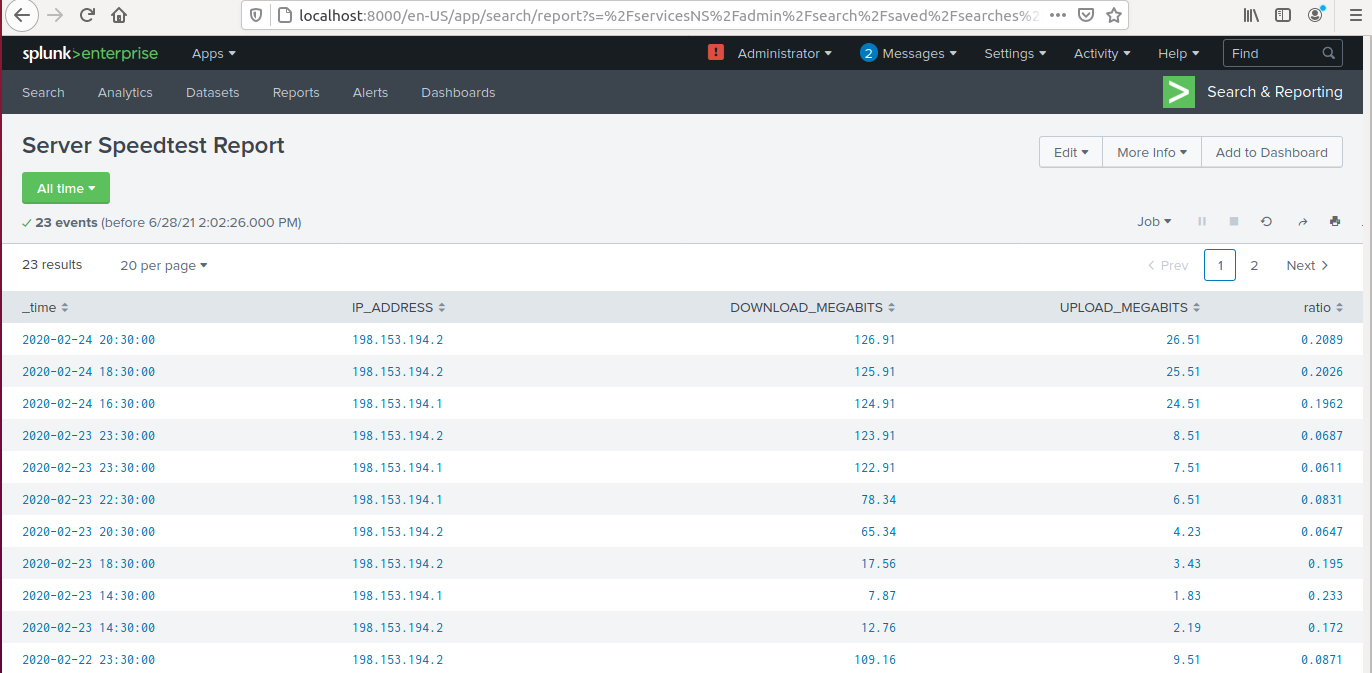 localhost:8000/en-US/app/search/report?s=%2FservicesNS%2Fadmin%2Fsearch%2Fsaved%2Fsearches%2
splunk>enterprise Apps ! Administrator 2 Messages Settings Activity Help Find
Search Analytics Datasets Reports Alerts Dashboards > Search & Reporting
Server Speedtest Report
Edit More Info Add to Dashboard
All time
✓ 23 events (before 6/28/21 2:02:26.000 PM) Job
23 results 20 per page < Prev 1 2 Next >
_time IP_ADDRESS DOWNLOAD_MEGABITS UPLOAD_MEGABITS ratio
2020-02-24 20:30:00 198.153.194.2 126.91 26.51 0.2089
2020-02-24 18:30:00 198.153.194.2 125.91 25.51 0.2026
2020-02-24 16:30:00 198.153.194.1 124.91 24.51 0.1962
2020-02-23 23:30:00 198.153.194.2 123.91 8.51 0.0687
2020-02-23 23:30:00 198.153.194.1 122.91 7.51 0.0611
2020-02-23 22:30:00 198.153.194.1 78.34 6.51 0.0831
2020-02-23 20:30:00 198.153.194.2 65.34 4.23 0.0647
2020-02-23 18:30:00 198.153.194.2 17.56 3.43 0.195
2020-02-23 14:30:00 198.153.194.1 7.87 1.83 0.233
2020-02-23 14:30:00 198.153.194.2 12.76 2.19 0.172
2020-02-22 23:30:00 198.153.194.2 109.16 9.51 0.0871